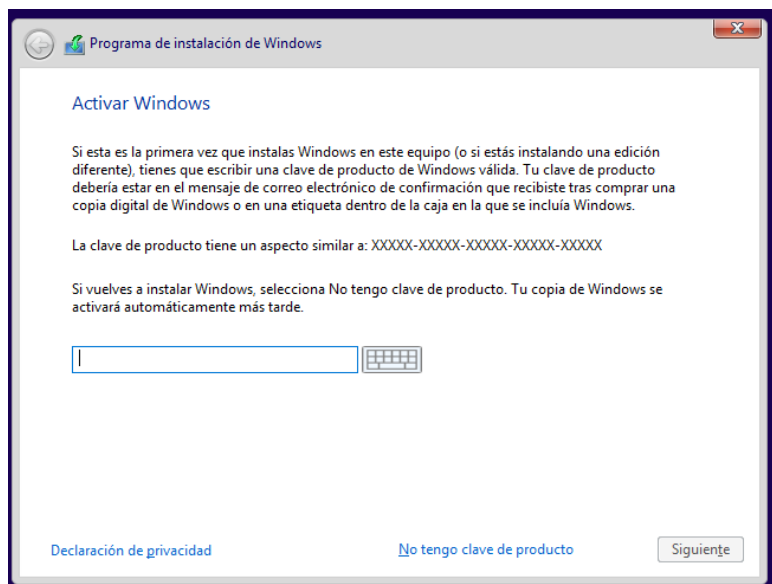 Programa de instalación de Windows
Activar Windows
Si esta es la primera vez que instalas Windows en este equipo (o si estás instalando una edición
diferente), tienes que escribir una clave de producto de Windows válida. Tu clave de producto
debería estar en el mensaje de correo electrónico de confirmación que recibiste tras comprar una
copia digital de Windows o en una etiqueta dentro de la caja en la que se incluía Windows.
La clave de producto tiene un aspecto similar a: XXXXX-XXXXX-XXXXX-XXXXX-XXXXX
Si vuelves a instalar Windows, selecciona No tengo clave de producto. Tu copia de Windows se
activará automáticamente más tarde.
Declaración de privacidad No tengo clave de producto Siguiente